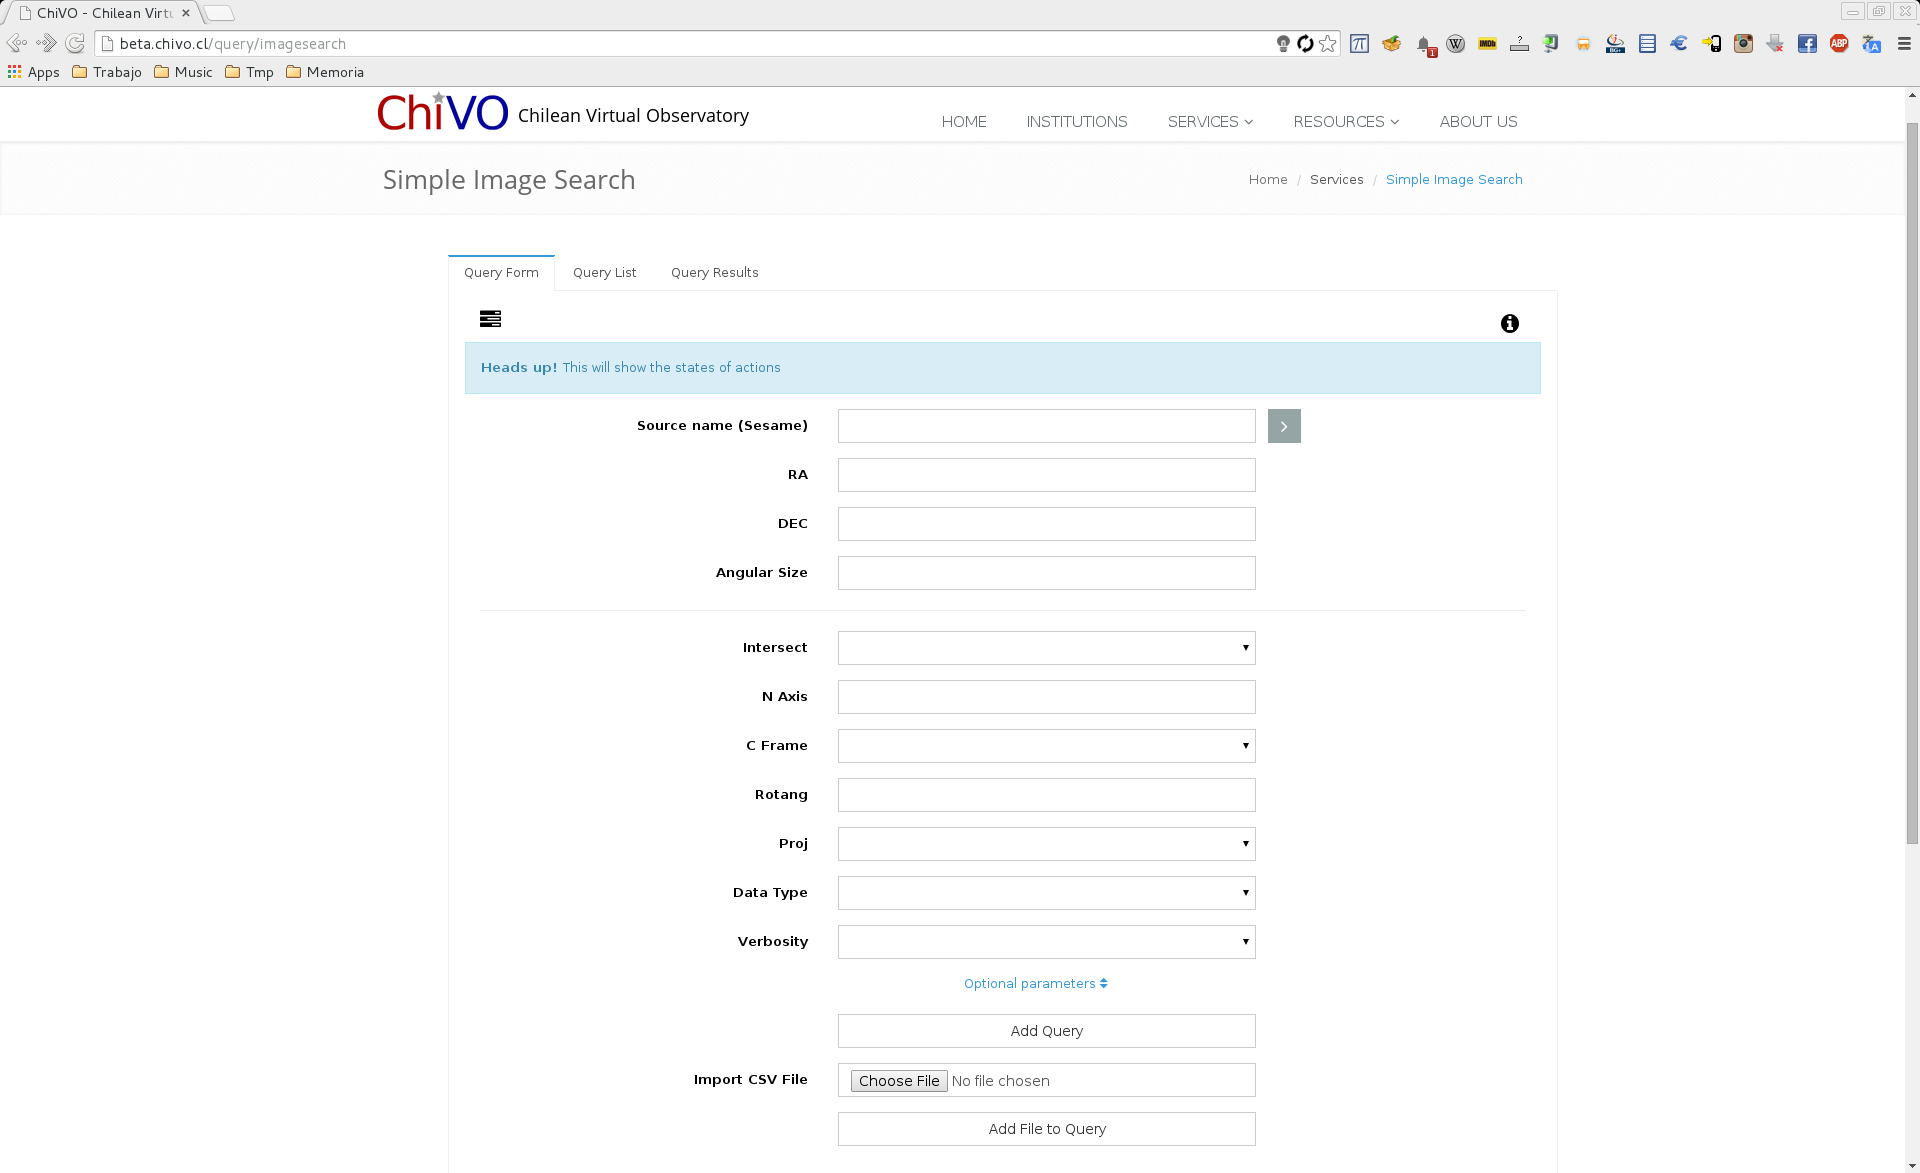 ChiVO - Chilean Virtu
beta.chivo.cl/query/imagesearch
Apps Trabajo Music Tmp Memoria
ChiVO Chilean Virtual Observatory
HOME INSTITUTIONS SERVICES RESOURCES ABOUT US
Simple Image Search
Home / Services / Simple Image Search
Query Form Query List Query Results
Heads up! This will show the states of actions
Source name (Sesame)
RA
DEC
Angular Size
Intersect
N Axis
C Frame
Rotang
Proj
Data Type
Verbosity
Optional parameters
Add Query
Import CSV File Choose File No file chosen
Add File to Query